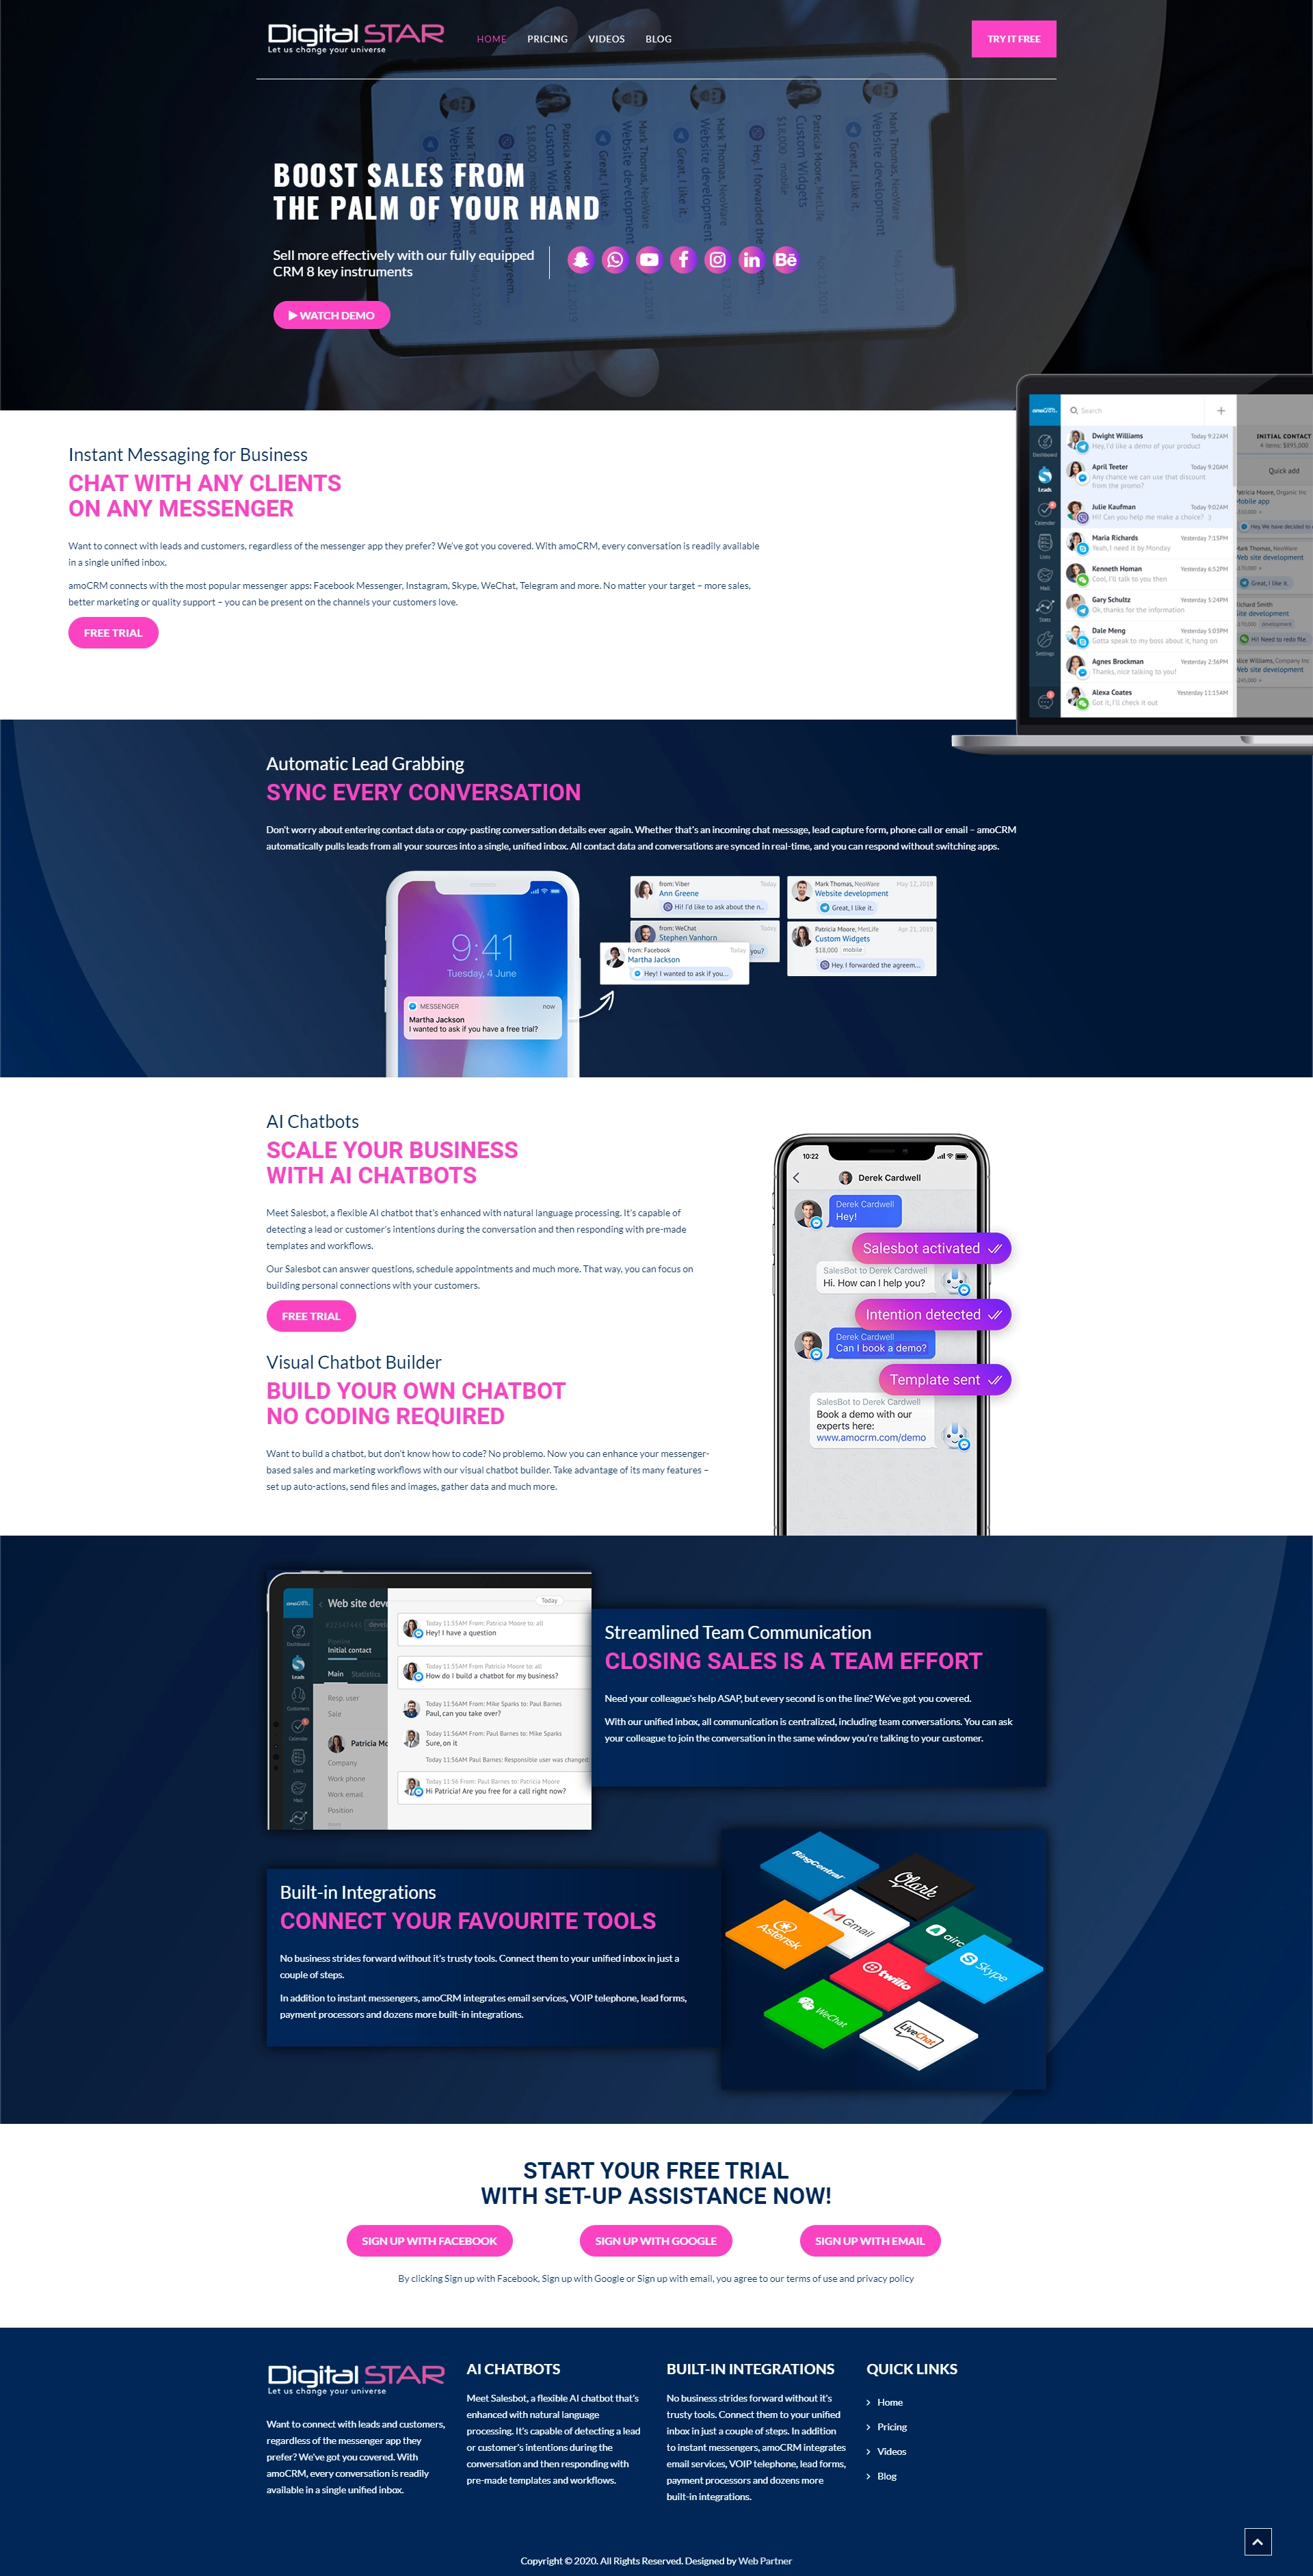 Digital STAR
Let us change your universe
HOME
PRICING
VIDEOS
BLOG
TRY IT FREE
BOOST SALES FROM
THE PALM OF YOUR HAND
Sell more effectively with our fully equipped
CRM 8 key instruments
WATCH DEMO
Instant Messaging for Business
CHAT WITH ANY CLIENTS
ON ANY MESSENGER
Want to connect with leads and customers, regardless of the messenger app they prefer? We've got you covered. With amoCRM, every conversation is readily available
in a single unified inbox.
amoCRM connects with the most popular messenger apps: Facebook Messenger, Instagram, Skype, WeChat, Telegram and more. No matter your target – more sales,
better marketing or quality support – you can be present on the channels your customers love.
FREE TRIAL
Search
Dwight Williams Today 9:22AM
Hey, I'd like a demo of your product
April Teeter Today 9:20AM
Any chance we can use that discount
from the promo?
Julie Kaufman Today 9:02AM
Hi! Can you help me make a choice? :)
Maria Richards Yesterday 7:15PM
Yeah, I need it by Monday
Kenneth Homan Yesterday 6:52PM
Cool, I'll talk to you then
Gary Schultz Yesterday 5:24PM
Ok, thanks for the information
Dale Meng Yesterday 5:03PM
Gotta speak to my boss about it, hang on
Agnes Brockman Yesterday 2:36PM
Thanks, nice talking to you!
Alexa Coates Yesterday 11:15AM
Got it, I'll check it out
Dashboard
Leads
Calendar
Lists
Mail
Stats
Settings
INITIAL CONTACT
4 items: $895,000
Quick add
Automatic Lead Grabbing
SYNC EVERY CONVERSATION
Don't worry about entering contact data or copy-pasting conversation details ever again. Whether that's an incoming chat message, lead capture form, phone call or email – amoCRM
automatically pulls leads from all your sources into a single, unified inbox. All contact data and conversations are synced in real-time, and you can respond without switching apps.
9:41
Tuesday, 4 June
MESSENGER now
Martha Jackson
I wanted to ask if you have a free trial?
from: Viber Today
Ann Greene
Hi! I'd like to ask about the n..
from: WeChat Today
Stephen Vanhorn
you?
from: Facebook Today
Martha Jackson
Hey! I wanted to ask if you...
Mark Thomas, NeoWare May 12, 2019
Website development
Great, I like it.
Patricia Moore, MetLife Apr 21, 2019
Custom Widgets
$18,000 mobile
Hey. I forwarded the agreem...
AI Chatbots
SCALE YOUR BUSINESS
WITH AI CHATBOTS
Meet Salesbot, a flexible AI chatbot that's enhanced with natural language processing. It's capable of
detecting a lead or customer's intentions during the conversation and then responding with pre-made
templates and workflows.
Our Salesbot can answer questions, schedule appointments and much more. That way, you can focus on
building personal connections with your customers.
FREE TRIAL
Visual Chatbot Builder
BUILD YOUR OWN CHATBOT
NO CODING REQUIRED
Want to build a chatbot, but don't know how to code? No problemo. Now you can enhance your messenger-
based sales and marketing workflows with our visual chatbot builder. Take advantage of its many features –
set up auto-actions, send files and images, gather data and much more.
10:22
Derek Cardwell
Derek Cardwell
Hey!
Salesbot activated
SalesBot to Derek Cardwell
Hi. How can I help you?
Intention detected
Derek Cardwell
Can I book a demo?
Template sent
SalesBot to Derek Cardwell
Book a demo with our
experts here:
www.amocrm.com/demo
Web site deve
#22347445
Pipeline
Initial contact
Main Statistics
Resp. user
Sale
Patricia Mo
Company
Work phone
Work email
Position
Dashboard
Leads
Customers
Calendar
Lists
Mail
Today
Today 11:55AM From: Patricia Moore to: all
Hey! I have a question
Today 11:55AM From Patricia Moore to: all
How do I build a chatbot for my business?
Today 11:56AM From: Mike Sparks to: Paul Barnes
Paul, can you take over?
Today 11:56AM From: Paul Barnes to: Mike Sparks
Sure, on it
Today 11:56AM Paul Barnes: Responsible user was changed:
Today 11:56 From: Paul Barnes to: Patricia Moore
Hi Patricia! Are you free for a call right now?
Streamlined Team Communication
CLOSING SALES IS A TEAM EFFORT
Need your colleague's help ASAP, but every second is on the line? We've got you covered.
With our unified inbox, all communication is centralized, including team conversations. You can ask
your colleague to join the conversation in the same window you're talking to your customer.
Built-in Integrations
CONNECT YOUR FAVOURITE TOOLS
No business strides forward without it's trusty tools. Connect them to your unified inbox in just a
couple of steps.
In addition to instant messengers, amoCRM integrates email services, VOIP telephone, lead forms,
payment processors and dozens more built-in integrations.
RingCentral
Olark
Asterisk
Gmail
airc
twilio
Skype
WeChat
LiveChat
START YOUR FREE TRIAL
WITH SET-UP ASSISTANCE NOW!
SIGN UP WITH FACEBOOK
SIGN UP WITH GOOGLE
SIGN UP WITH EMAIL
By clicking Sign up with Facebook, Sign up with Google or Sign up with email, you agree to our terms of use and privacy policy
Digital STAR
Let us change your universe
Want to connect with leads and customers,
regardless of the messenger app they
prefer? We've got you covered. With
amoCRM, every conversation is readily
available in a single unified inbox.
AI CHATBOTS
Meet Salesbot, a flexible AI chatbot that's
enhanced with natural language
processing. It's capable of detecting a lead
or customer's intentions during the
conversation and then responding with
pre-made templates and workflows.
BUILT-IN INTEGRATIONS
No business strides forward without it's
trusty tools. Connect them to your unified
inbox in just a couple of steps. In addition
to instant messengers, amoCRM integrates
email services, VOIP telephone, lead forms,
payment processors and dozens more
built-in integrations.
QUICK LINKS
Home
Pricing
Videos
Blog
Copyright © 2020. All Rights Reserved. Designed by Web Partner